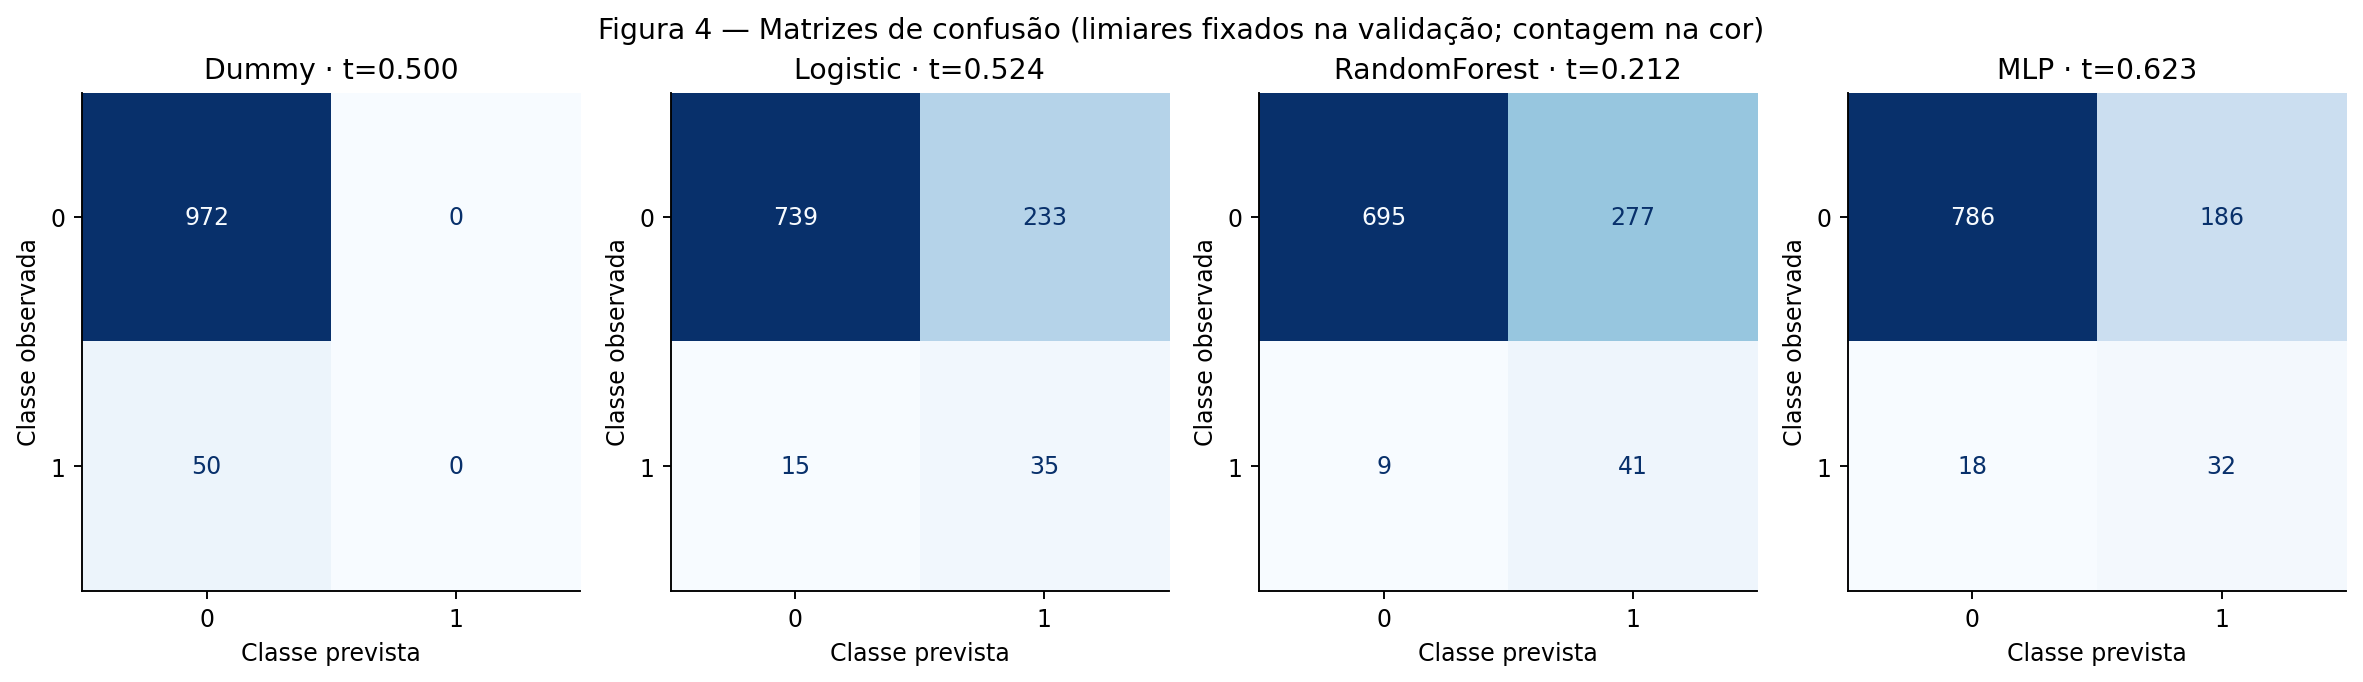 Figura 4 — Matrizes de confusão (limiares fixados na validação; contagem na cor)
Dummy · t=0.500
Classe observada
0
1
972
0
50
0
0
1
Classe prevista
Logistic · t=0.524
Classe observada
0
1
739
233
15
35
0
1
Classe prevista
RandomForest · t=0.212
Classe observada
0
1
695
277
9
41
0
1
Classe prevista
MLP · t=0.623
Classe observada
0
1
786
186
18
32
0
1
Classe prevista